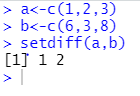 > a<-c(1,2,3)
> b<-c(6,3,8)
> setdiff(a,b)
[1] 1 2
>